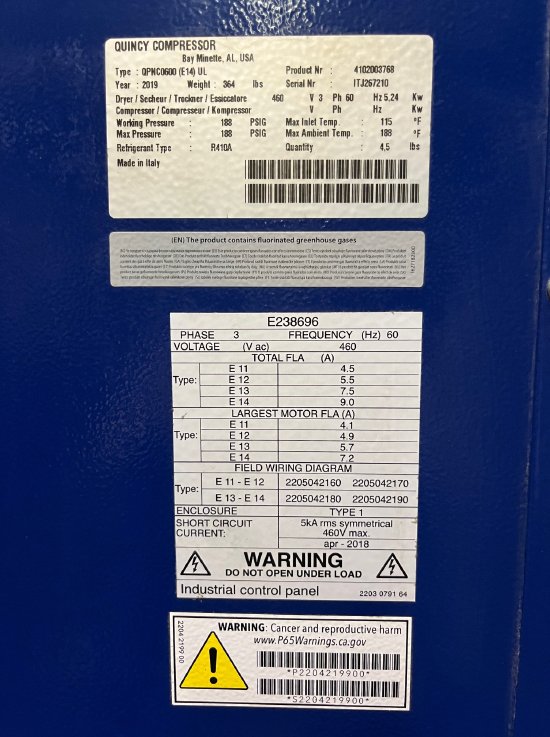 QUINCY COMPRESSOR
Bay Minette, AL, USA
Type : QPNC0600 (E14) UL Product Nr : 4102003768
Year : 2019 Weight : 364 lbs Serial Nr : ITJ267210
Dryer / Secheur / Trockner / Essiccatore 460 V 3 Ph 60 Hz 5.24 Kw
Compressor / Compresseur / Kompressor V Ph Hz Kw
Working Pressure : 188 PSIG Max Inlet Temp. : 115 °F
Max Pressure : 188 PSIG Max Ambient Temp. : 188 °F
Refrigerant Type : R410A Quantity : 4,5 lbs
Made in Italy
(EN) The product contains fluorinated greenhouse gases
E238696
PHASE 3 FREQUENCY (Hz) 60
VOLTAGE (V ac) 460
TOTAL FLA (A)
Type:
E 11 4.5
E 12 5.5
E 13 7.5
E 14 9.0
LARGEST MOTOR FLA (A)
Type:
E 11 4.1
E 12 4.9
E 13 5.7
E 14 7.2
FIELD WIRING DIAGRAM
Type:
E 11 - E 12 2205042160 2205042170
E 13 - E 14 2205042180 2205042190
ENCLOSURE TYPE 1
SHORT CIRCUIT CURRENT: 5kA rms symmetrical
460V max.
apr - 2018
WARNING
DO NOT OPEN UNDER LOAD
Industrial control panel 2203 0791 64
2204 2199 00
WARNING: Cancer and reproductive harm
www.P65Warnings.ca.gov
*P2204219900*
*S2204219900*